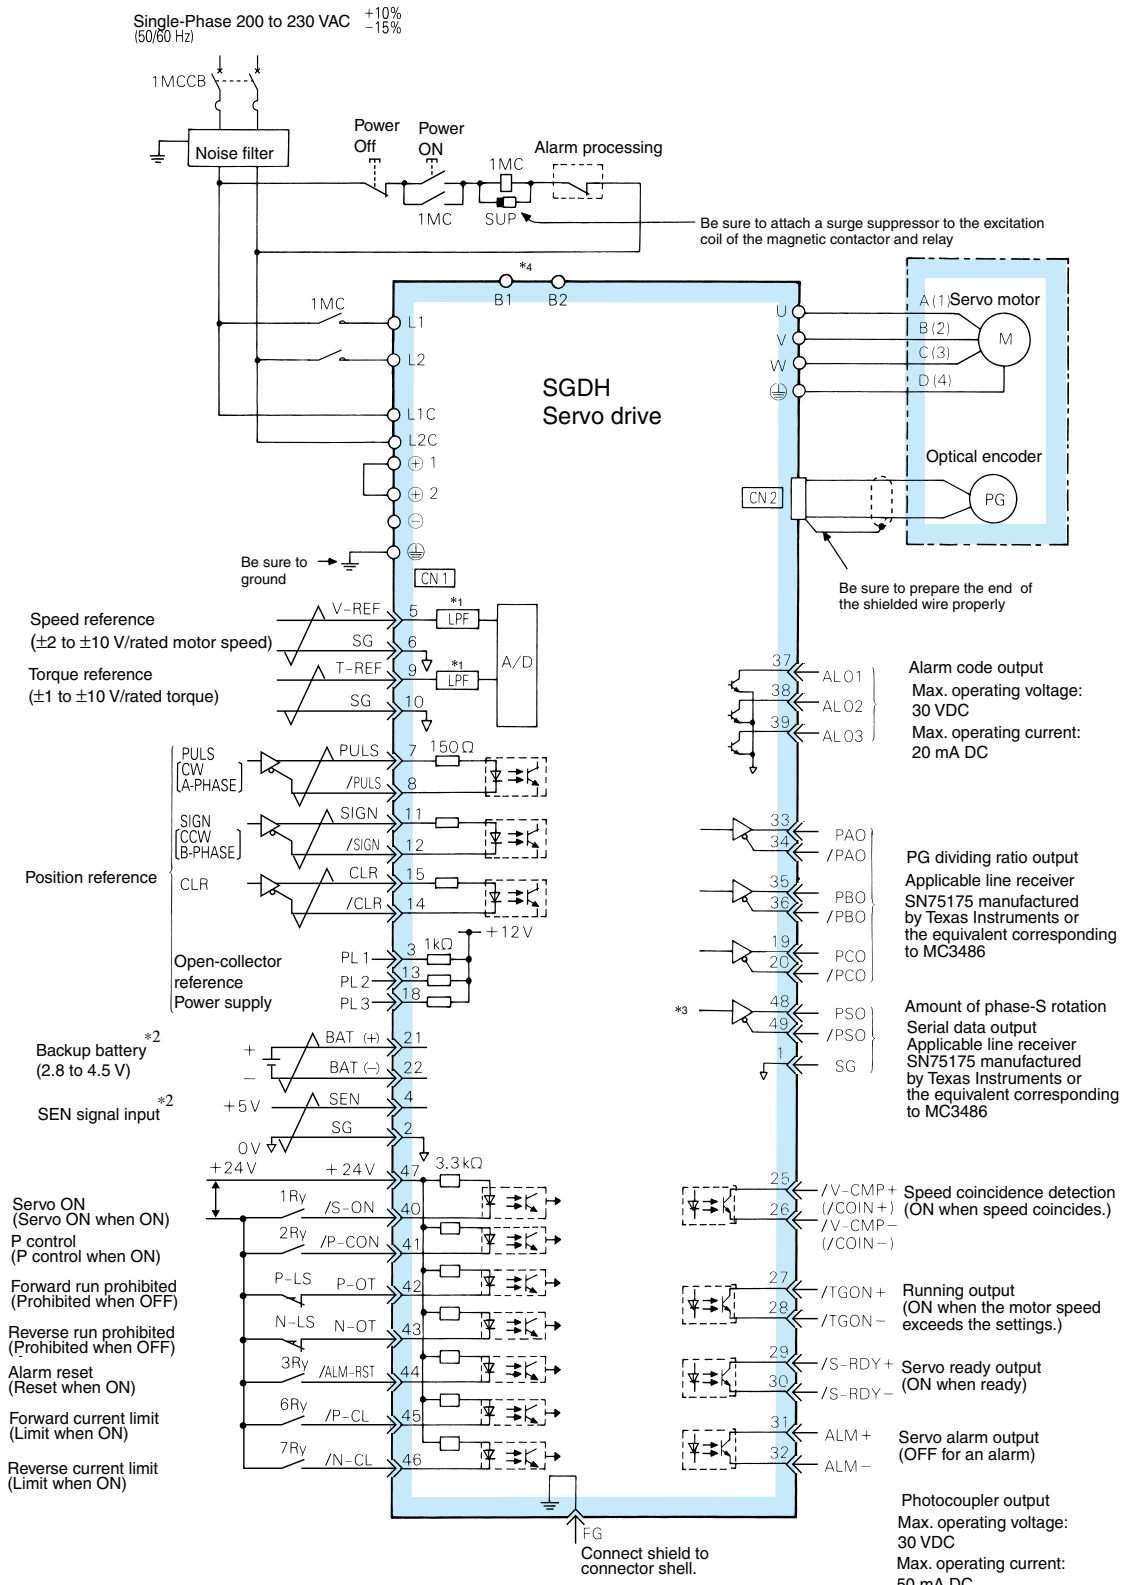 Single-Phase 200 to 230 VAC +10% −15%
(50/60 Hz)
1MCCB
Noise filter
Power Off
Power ON
1MC
Alarm processing
1MC
SUP
Be sure to attach a surge suppressor to the excitation
coil of the magnetic contactor and relay
*4
B1 B2
1MC
L1
L2
L1C
L2C
⊕ 1
⊕ 2
⊖
Be sure to
ground
CN1
SGDH
Servo drive
U
V
W
A (1)
B (2)
C (3)
D (4)
Servo motor
M
Optical encoder
CN2
PG
Be sure to prepare the end of
the shielded wire properly
Speed reference
(±2 to ±10 V/rated motor speed)
V-REF 5 *1 LPF
SG 6
Torque reference
(±1 to ±10 V/rated torque)
T-REF 9 *1 LPF
SG 10
A/D
Position reference
PULS
CW
A-PHASE
PULS 7 150Ω
/PULS 8
SIGN
CCW
B-PHASE
SIGN 11
/SIGN 12
CLR
CLR 15
/CLR 14
+12V
Open-collector
reference
Power supply
PL1 3 1kΩ
PL2 13
PL3 18
Backup battery*2
(2.8 to 4.5 V)
+ BAT (+) 21
− BAT (−) 22
SEN signal input*2
+5V SEN 4
0V SG 2
+24V +24V 47 3.3kΩ
Servo ON
(Servo ON when ON)
1Ry /S-ON 40
P control
(P control when ON)
2Ry /P-CON 41
Forward run prohibited
(Prohibited when OFF)
P-LS P-OT 42
Reverse run prohibited
(Prohibited when OFF)
N-LS N-OT 43
Alarm reset
(Reset when ON)
3Ry /ALM-RST 44
Forward current limit
(Limit when ON)
6Ry /P-CL 45
Reverse current limit
(Limit when ON)
7Ry /N-CL 46
37 ALO1
38 ALO2
39 ALO3
Alarm code output
Max. operating voltage:
30 VDC
Max. operating current:
20 mA DC
33 PAO
34 /PAO
35 PBO
36 /PBO
19 PCO
20 /PCO
PG dividing ratio output
Applicable line receiver
SN75175 manufactured
by Texas Instruments or
the equivalent corresponding
to MC3486
*3
48 PSO
49 /PSO
1 SG
Amount of phase-S rotation
Serial data output
Applicable line receiver
SN75175 manufactured
by Texas Instruments or
the equivalent corresponding
to MC3486
25 /V-CMP+
(/COIN+)
26 /V-CMP−
(/COIN−)
Speed coincidence detection
(ON when speed coincides.)
27 /TGON+
28 /TGON−
Running output
(ON when the motor speed
exceeds the settings.)
29 /S-RDY+
30 /S-RDY−
Servo ready output
(ON when ready)
31 ALM+
32 ALM−
Servo alarm output
(OFF for an alarm)
Photocoupler output
Max. operating voltage:
30 VDC
Max. operating current:
50 mA DC
FG
Connect shield to
connector shell.